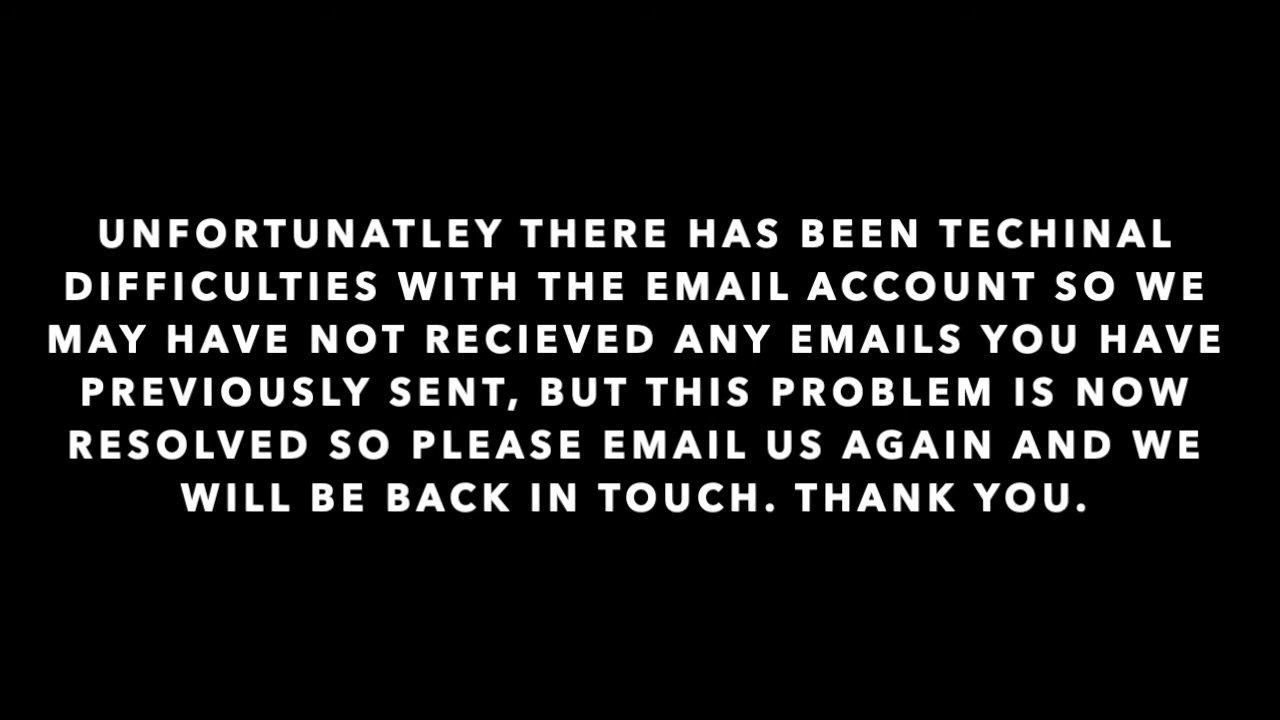 UNFORTUNATLEY THERE HAS BEEN TECHINAL
DIFFICULTIES WITH THE EMAIL ACCOUNT SO WE
MAY HAVE NOT RECIEVED ANY EMAILS YOU HAVE
PREVIOUSLY SENT, BUT THIS PROBLEM IS NOW
RESOLVED SO PLEASE EMAIL US AGAIN AND WE
WILL BE BACK IN TOUCH. THANK YOU.